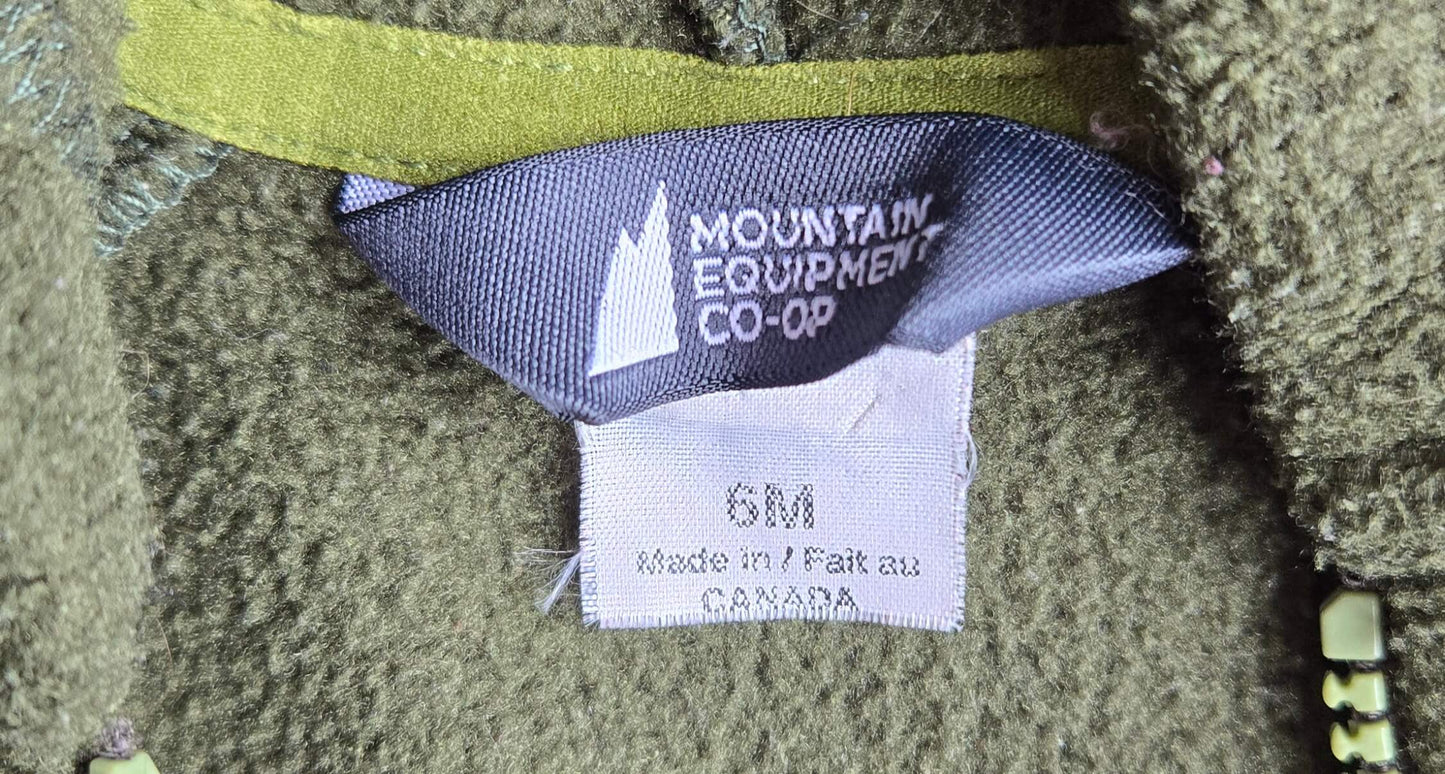 MOUNTAIN
EQUIPMENT
CO-OP
6M
Made in / Fait au
CANADA